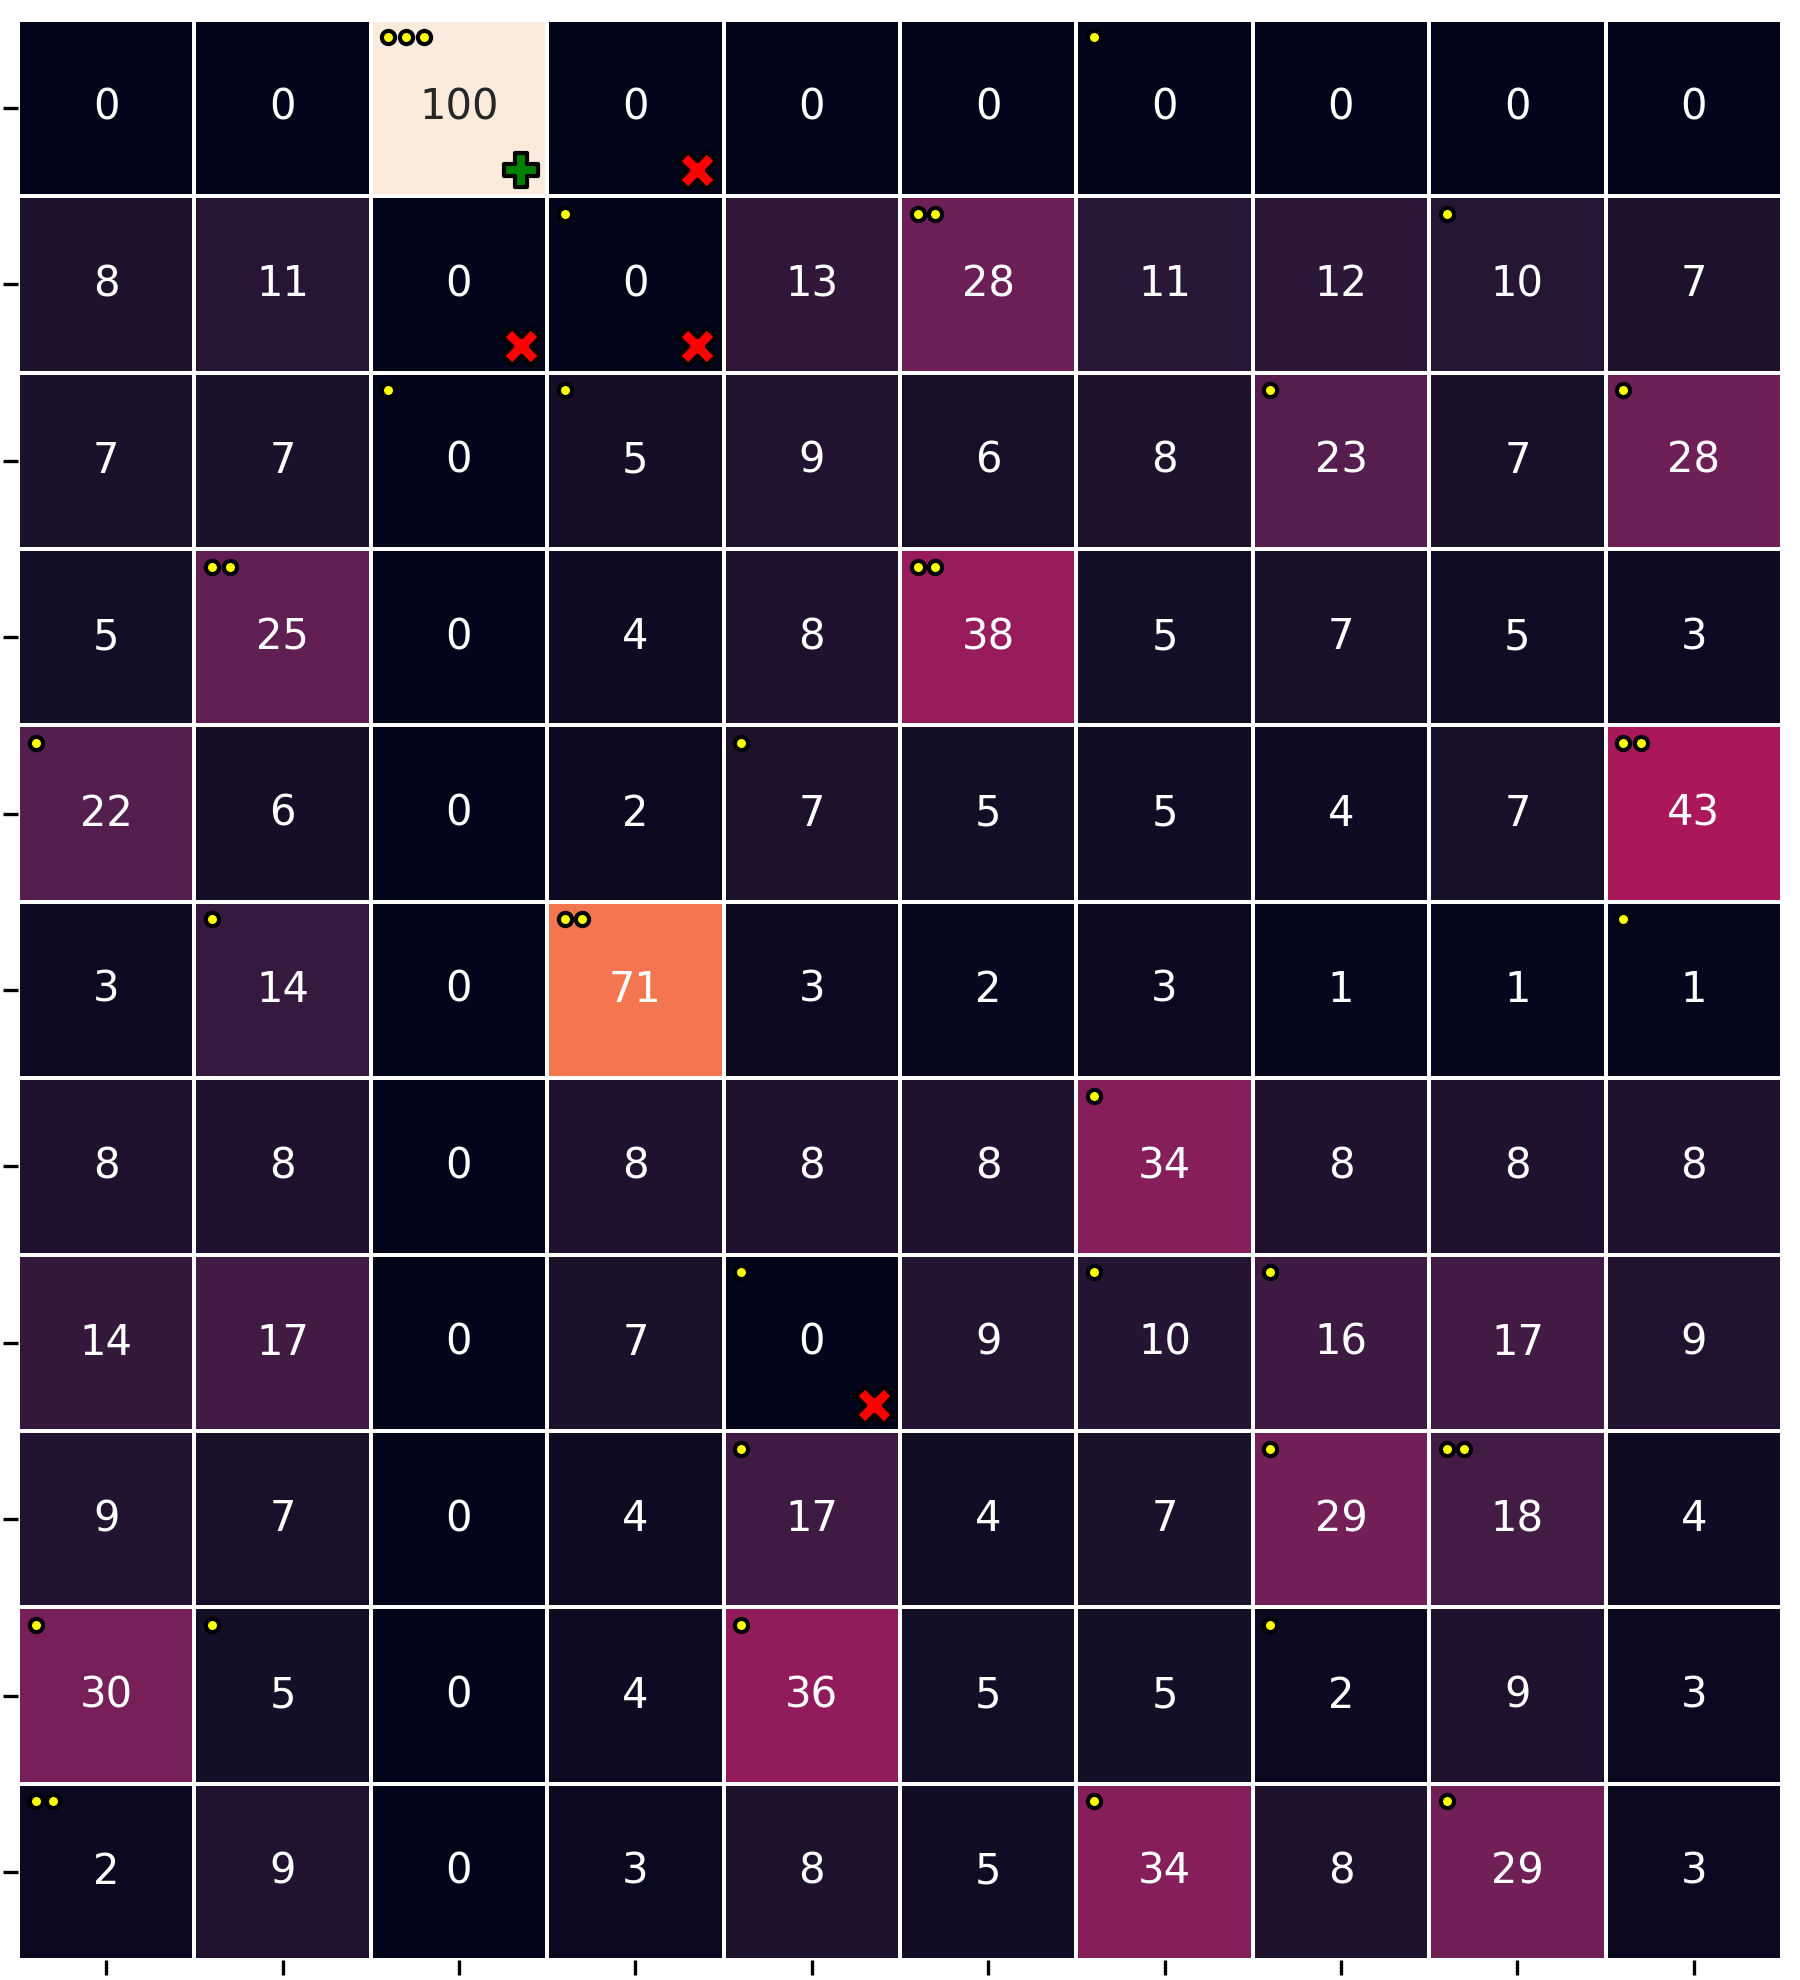 0 0 100 0 0 0 0 0 0 0
8 11 0 0 13 28 11 12 10 7
7 7 0 5 9 6 8 23 7 28
5 25 0 4 8 38 5 7 5 3
22 6 0 2 7 5 5 4 7 43
3 14 0 71 3 2 3 1 1 1
8 8 0 8 8 8 34 8 8 8
14 17 0 7 0 9 10 16 17 9
9 7 0 4 17 4 7 29 18 4
30 5 0 4 36 5 5 2 9 3
2 9 0 3 8 5 34 8 29 3